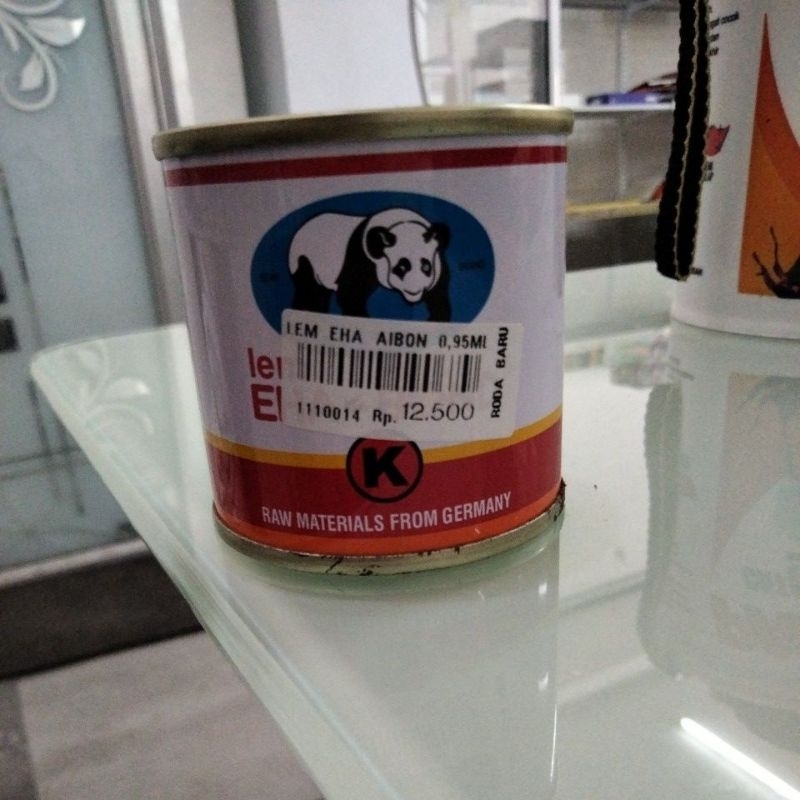 LEM EHA AIBON 0,95ML
1110014 Rp. 12.500
RODA BARU
K
RAW MATERIALS FROM GERMANY